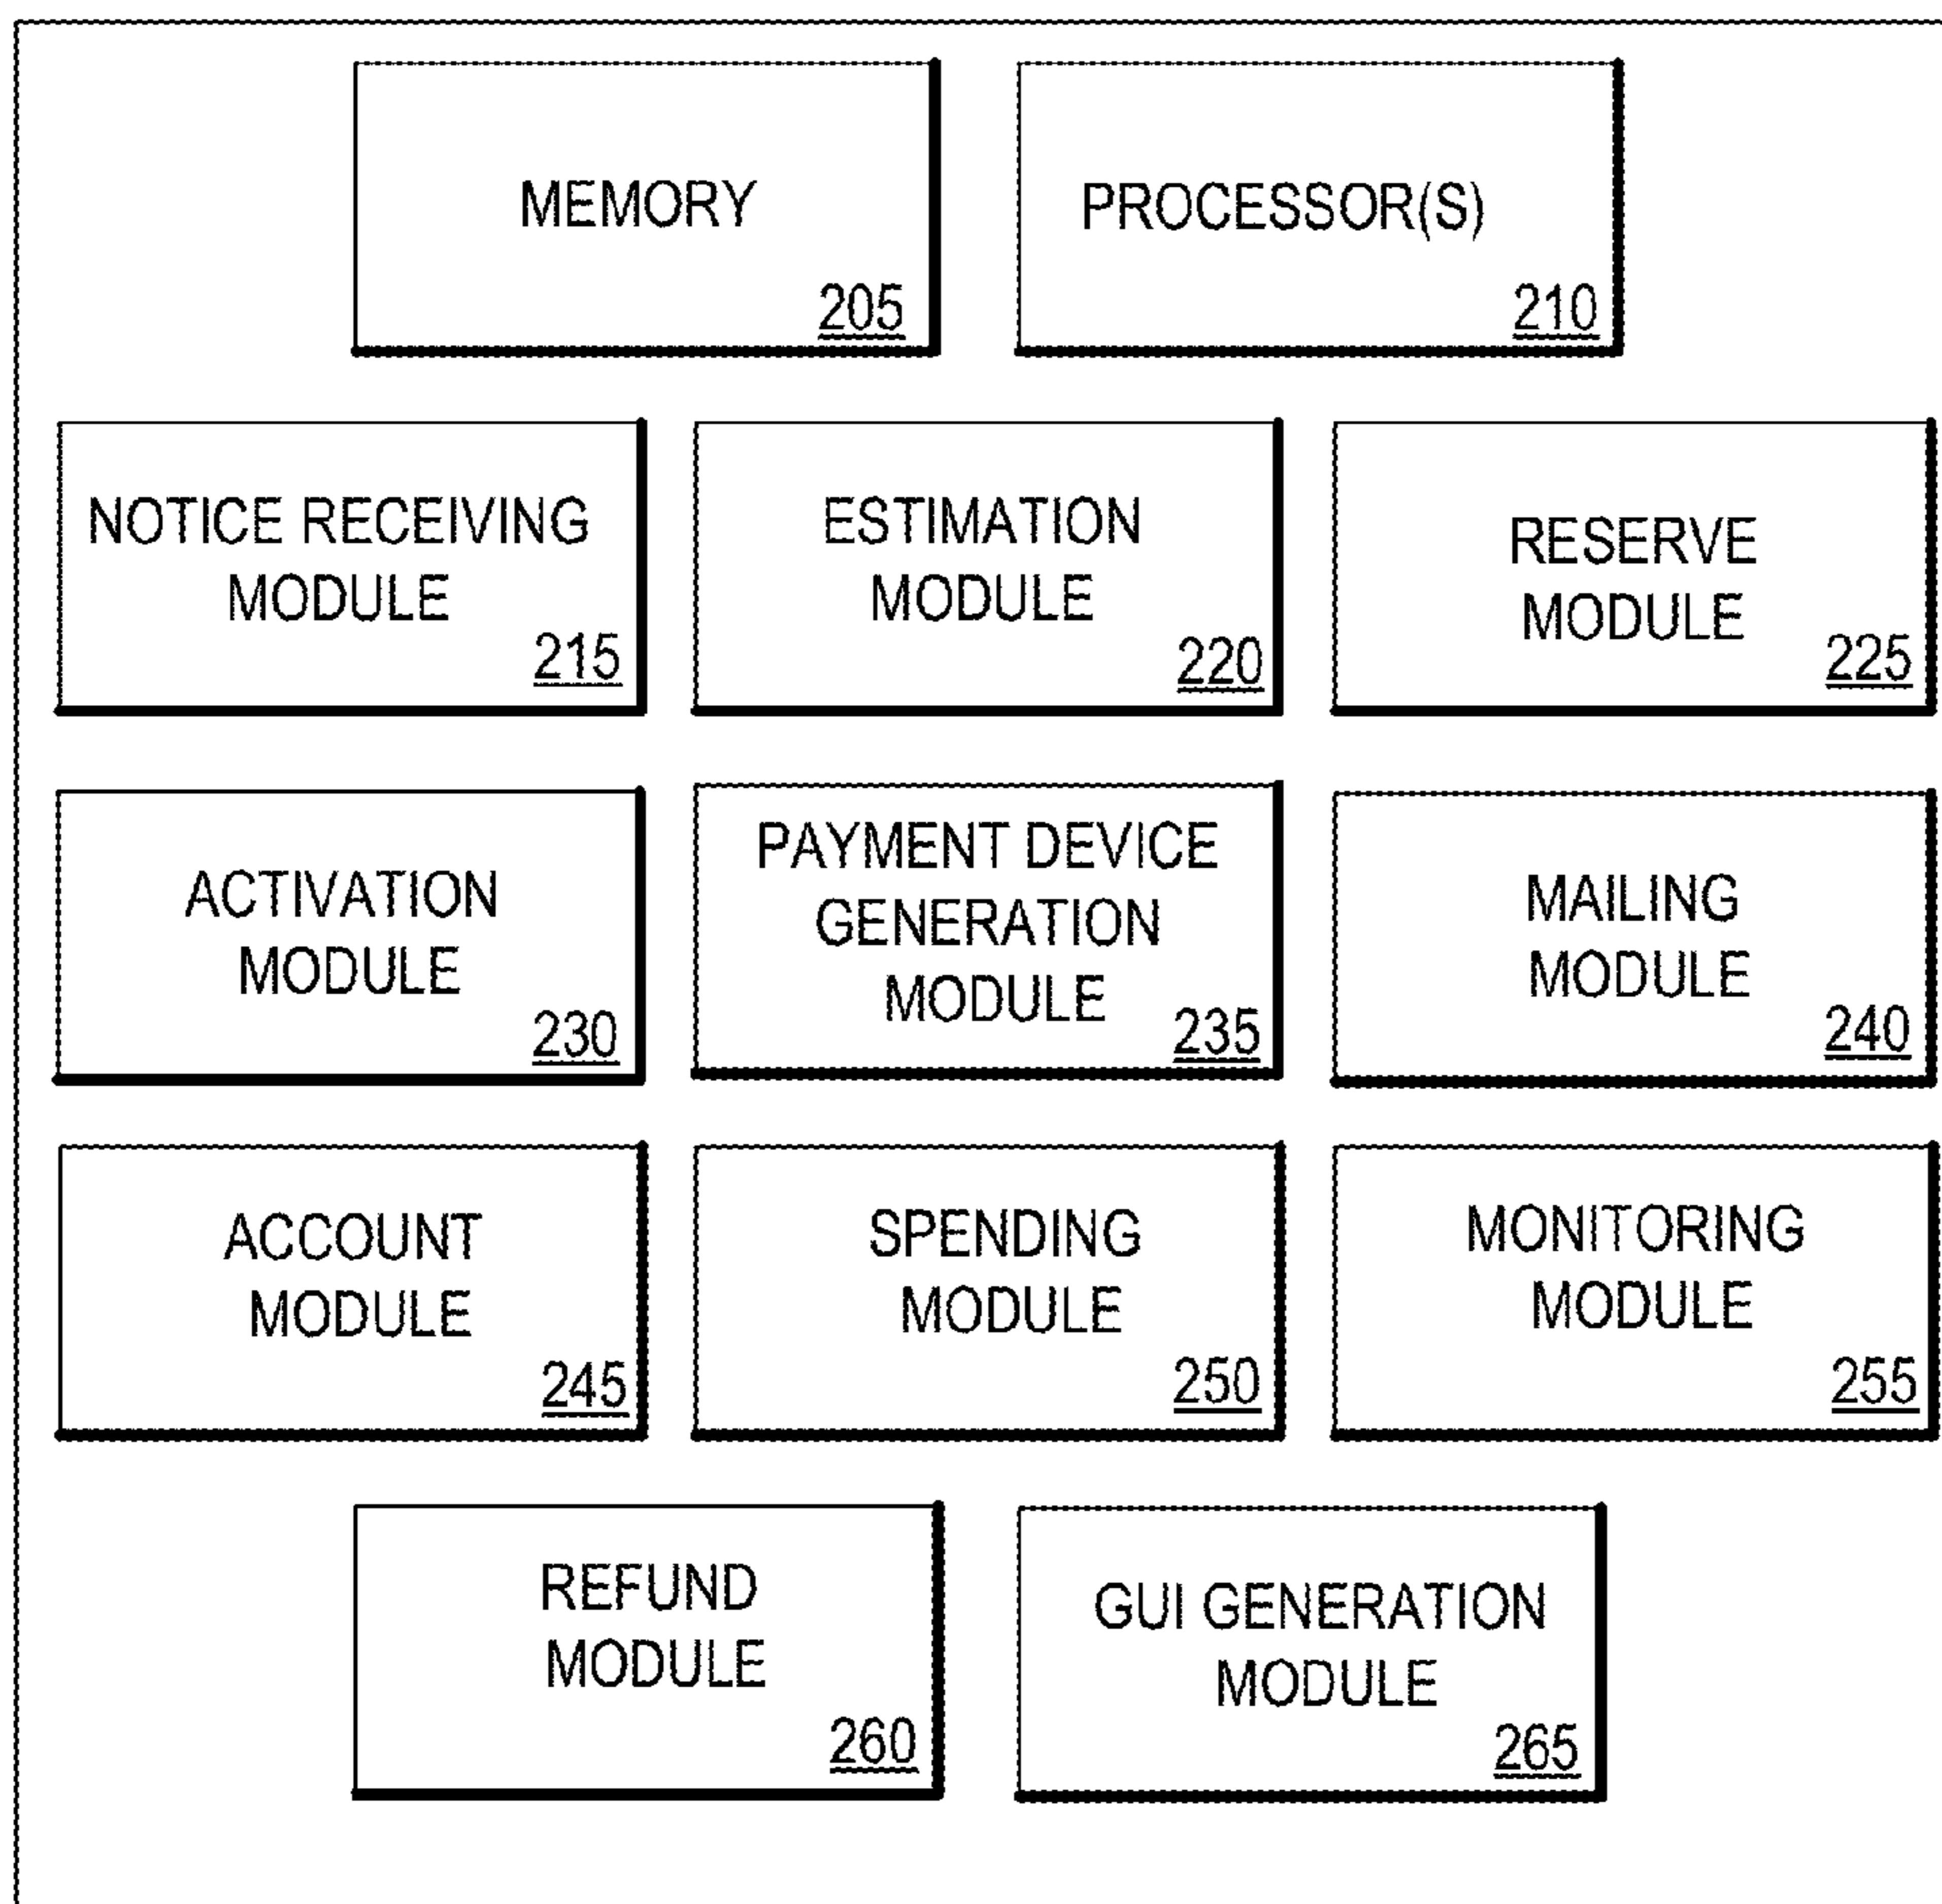 MEMORY
205
PROCESSOR(S)
210
NOTICE RECEIVING
MODULE
215
ESTIMATION
MODULE
220
RESERVE
MODULE
225
ACTIVATION
MODULE
230
PAYMENT DEVICE
GENERATION
MODULE
235
MAILING
MODULE
240
ACCOUNT
MODULE
245
SPENDING
MODULE
250
MONITORING
MODULE
255
REFUND
MODULE
260
GUI GENERATION
MODULE
265